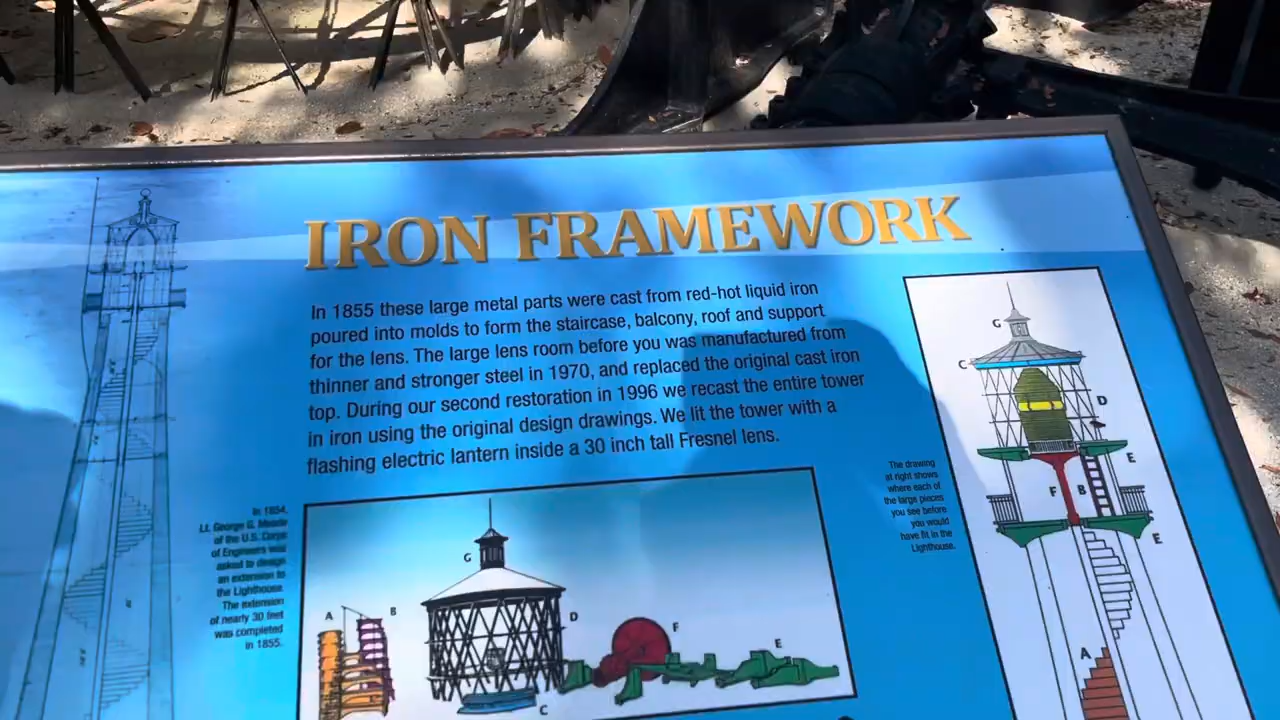 IRON FRAMEWORK
In 1855 these large metal parts were cast from red-hot liquid iron
poured into molds to form the staircase, balcony, roof and support
for the lens. The large lens room before you was manufactured from
thinner and stronger steel in 1970, and replaced the original cast iron
top. During our second restoration in 1996 we recast the entire tower
in iron using the original design drawings. We lit the tower with a
flashing electric lantern inside a 30 inch tall Fresnel lens.
In 1854,
Lt. George G. Meade
of the U.S. Corps
of Engineers was
asked to design
an extension to
the Lighthouse.
The extension
of nearly 30 feet
was completed
in 1855.
G
A
B
D
F
E
C
The drawing
at right shows
where each of
the large pieces
you see before
you would
have fit in the
Lighthouse.
G
C
D
E
F
B
E
A